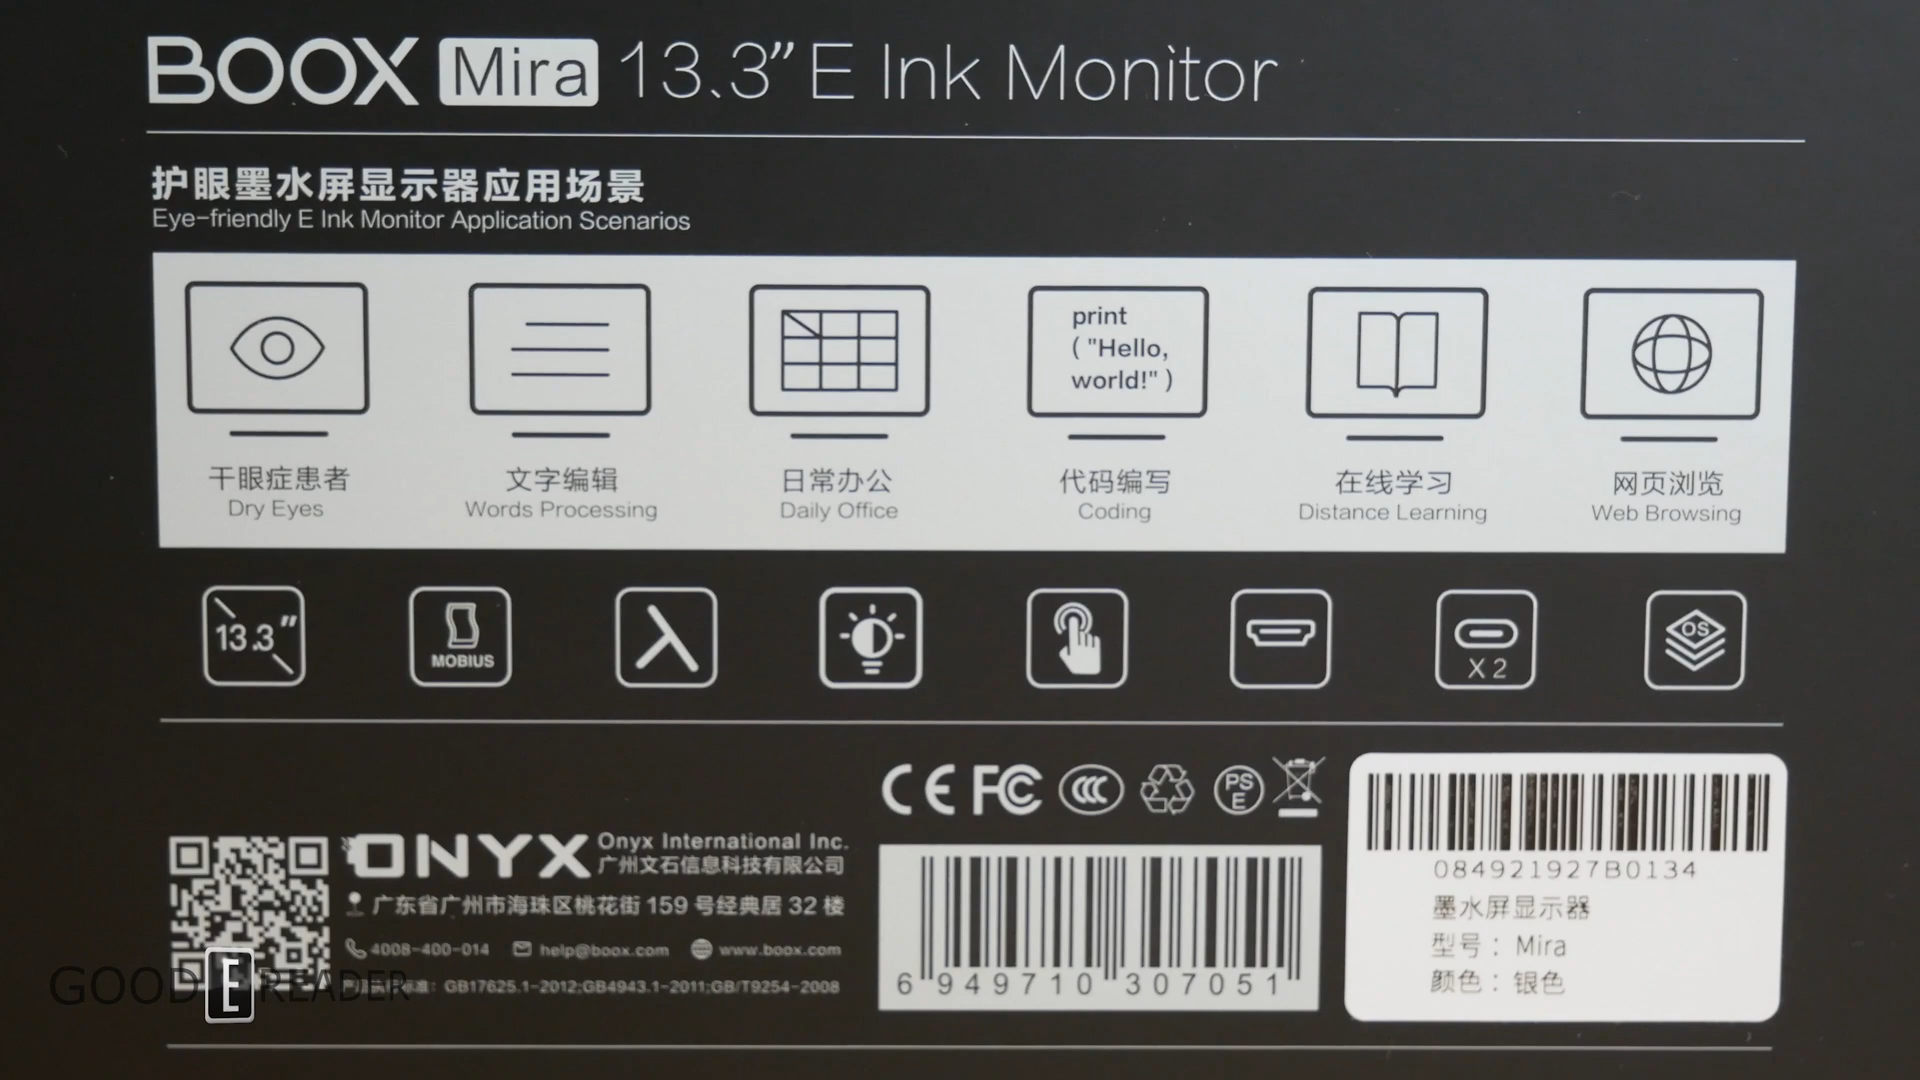 BOOX Mira 13.3” E Ink Monitor
护眼墨水屏显示器应用场景
Eye-friendly E Ink Monitor Application Scenarios
print
( "Hello,
world!" )
干眼症患者
Dry Eyes
文字编辑
Words Processing
日常办公
Daily Office
代码编写
Coding
在线学习
Distance Learning
网页浏览
Web Browsing
13.3”
MOBIUS
X 2
OS
CE FC CCC PS E
ONYX
Onyx International Inc.
广州文石信息科技有限公司
广东省广州市海珠区桃花街 159 号经典居 32 楼
4008-400-014 help@boox.com www.boox.com
GB17625.1-2012;GB4943.1-2011;GB/T9254-2008
6 949710 307051
084921927B0134
墨水屏显示器
型号： Mira
颜色： 银色
GOOD E READER